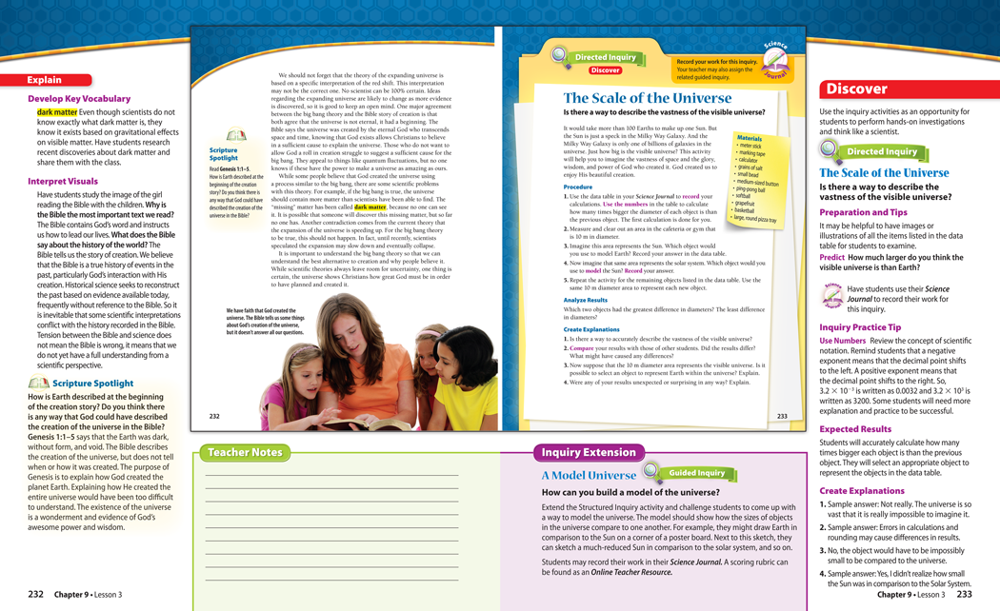 Explain
Develop Key Vocabulary
dark matter Even though scientists do not
know exactly what dark matter is, they
know it exists based on gravitational effects
on visible matter. Have students research
recent discoveries about dark matter and
share them with the class.
Interpret Visuals
Have students study the image of the girl
reading the Bible with the children. Why is
the Bible the most important text we read?
The Bible contains God's word and instructs
us how to lead our lives. What does the Bible
say about the history of the world? The
Bible tells us the story of creation. We believe
that the Bible is a true history of events in the
past, particularly God's interaction with His
creation. Historical science seeks to reconstruct
the past based on evidence available today,
frequently without reference to the Bible. So it
is inevitable that some scientific interpretations
conflict with the history recorded in the Bible.
Tension between the Bible and science does
not mean the Bible is wrong, it means that we
do not yet have a full understanding from a
scientific perspective.
Scripture Spotlight
How is Earth described at the beginning
of the creation story? Do you think there
is any way that God could have described
the creation of the universe in the Bible?
Genesis 1:1–5 says that the Earth was dark,
without form, and void. The Bible describes
the creation of the universe, but does not tell
when or how it was created. The purpose of
Genesis is to explain how God created the
planet Earth. Explaining how He created the
entire universe would have been too difficult
to understand. The existence of the universe
is a wonderment and evidence of God's
awesome power and wisdom.
232 Chapter 9 • Lesson 3
Scripture
Spotlight
Read Genesis 1:1–5.
How is Earth described at the
beginning of the creation
story? Do you think there is
any way that God could have
described the creation of the
universe in the Bible?
We should not forget that the theory of the expanding universe is
based on a specific interpretation of the red shift. This interpretation
may not be the correct one. No scientist can be 100% certain. Ideas
regarding the expanding universe are likely to change as more evidence
is discovered, so it is good to keep an open mind. One major agreement
between the big bang theory and the Bible story of creation is that
both agree that the universe is not eternal, it had a beginning. The
Bible says the universe was created by the eternal God who transcends
space and time, knowing that God exists allows Christians to believe
in a sufficient cause to explain the universe. Those who do not want to
allow God a roll in creation struggle to suggest a sufficient cause for the
big bang. They appeal to things like quantum fluctuations, but no one
knows if these have the power to make a universe as amazing as ours.
While some people believe that God created the universe using
a process similar to the big bang, there are some scientific problems
with this theory. For example, if the big bang is true, the universe
should contain more matter than scientists have been able to find. The
"missing" matter has been called dark matter, because no one can see
it. It is possible that someone will discover this missing matter, but so far
no one has. Another contradiction comes from the current theory that
the expansion of the universe is speeding up. For the big bang theory
to be true, this should not happen. In fact, until recently, scientists
speculated the expansion may slow down and eventually collapse.
It is important to understand the big bang theory so that we can
understand the best alternative to creation and why people believe it.
While scientific theories always leave room for uncertainty, one thing is
certain, the universe shows Christians how great God must be in order
to have planned and created it.
We have faith that God created the
universe. The Bible tells us some things
about God's creation of the universe,
but it doesn't answer all our questions.
232
Directed Inquiry
Discover
Record your work for this inquiry.
Your teacher may also assign the
related guided inquiry.
Science
Journal
The Scale of the Universe
Is there a way to describe the vastness of the visible universe?
It would take more than 100 Earths to make up one Sun. But
the Sun is just a speck in the Milky Way Galaxy. And the
Milky Way Galaxy is only one of billions of galaxies in the
universe. Just how big is the visible universe? This activity
will help you to imagine the vastness of space and the glory,
wisdom, and power of God who created it. God created us to
enjoy His beautiful creation.
Materials
• meter stick
• marking tape
• calculator
• grains of salt
• small bead
• medium-sized button
• ping-pong ball
• softball
• grapefruit
• basketball
• large, round pizza tray
Procedure
1. Use the data table in your Science Journal to record your
calculations. Use the numbers in the table to calculate
how many times bigger the diameter of each object is than
the previous object. The first calculation is done for you.
2. Measure and clear out an area in the cafeteria or gym that
is 10 m in diameter.
3. Imagine this area represents the Sun. Which object would
you use to model Earth? Record your answer in the data table.
4. Now imagine that same area represents the solar system. Which object would you
use to model the Sun? Record your answer.
5. Repeat the activity for the remaining objects listed in the data table. Use the
same 10 m diameter area to represent each new object.
Analyze Results
Which two objects had the greatest difference in diameters? The least difference
in diameters?
Create Explanations
1. Is there a way to accurately describe the vastness of the visible universe?
2. Compare your results with those of other students. Did the results differ?
What might have caused any differences?
3. Now suppose that the 10 m diameter area represents the visible universe. Is it
possible to select an object to represent Earth within the universe? Explain.
4. Were any of your results unexpected or surprising in any way? Explain.
233
Teacher Notes
Inquiry Extension
A Model Universe
Guided Inquiry
How can you build a model of the universe?
Extend the Structured Inquiry activity and challenge students to come up with
a way to model the universe. The model should show how the sizes of objects
in the universe compare to one another. For example, they might draw Earth in
comparison to the Sun on a corner of a poster board. Next to this sketch, they
can sketch a much-reduced Sun in comparison to the solar system, and so on.
Students may record their work in their Science Journal. A scoring rubric can
be found as an Online Teacher Resource.
Discover
Use the inquiry activities as an opportunity for
students to perform hands-on investigations
and think like a scientist.
Directed Inquiry
The Scale of the Universe
Is there a way to describe the
vastness of the visible universe?
Preparation and Tips
It may be helpful to have images or
illustrations of all the items listed in the data
table for students to examine.
Predict How much larger do you think the
visible universe is than Earth?
Science
Journal
Have students use their Science
Journal to record their work for
this inquiry.
Inquiry Practice Tip
Use Numbers Review the concept of scientific
notation. Remind students that a negative
exponent means that the decimal point shifts
to the left. A positive exponent means that
the decimal point shifts to the right. So,
3.2 × 10⁻³ is written as 0.0032 and 3.2 × 10³ is
written as 3200. Some students will need more
explanation and practice to be successful.
Expected Results
Students will accurately calculate how many
times bigger each object is than the previous
object. They will select an appropriate object to
represent the objects in the data table.
Create Explanations
1. Sample answer: Not really. The universe is so
vast that it is really impossible to imagine it.
2. Sample answer: Errors in calculations and
rounding may cause differences in results.
3. No, the object would have to be impossibly
small to be compared to the universe.
4. Sample answer: Yes, I didn't realize how small
the Sun was in comparison to the Solar System.
Chapter 9 • Lesson 3 233